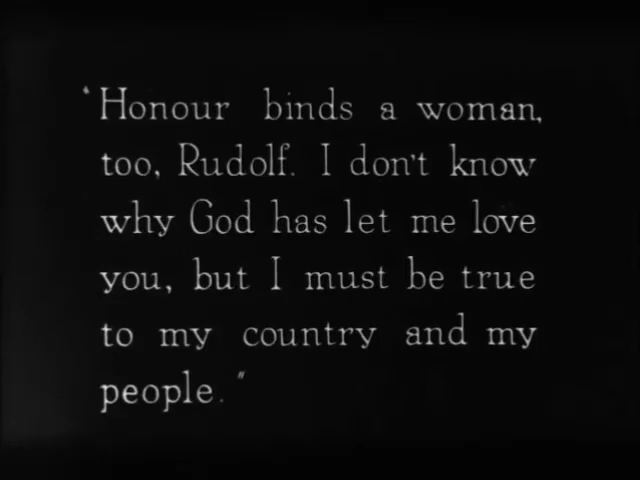 "Honour binds a woman,
too, Rudolf. I don't know
why God has let me love
you, but I must be true
to my country and my
people."